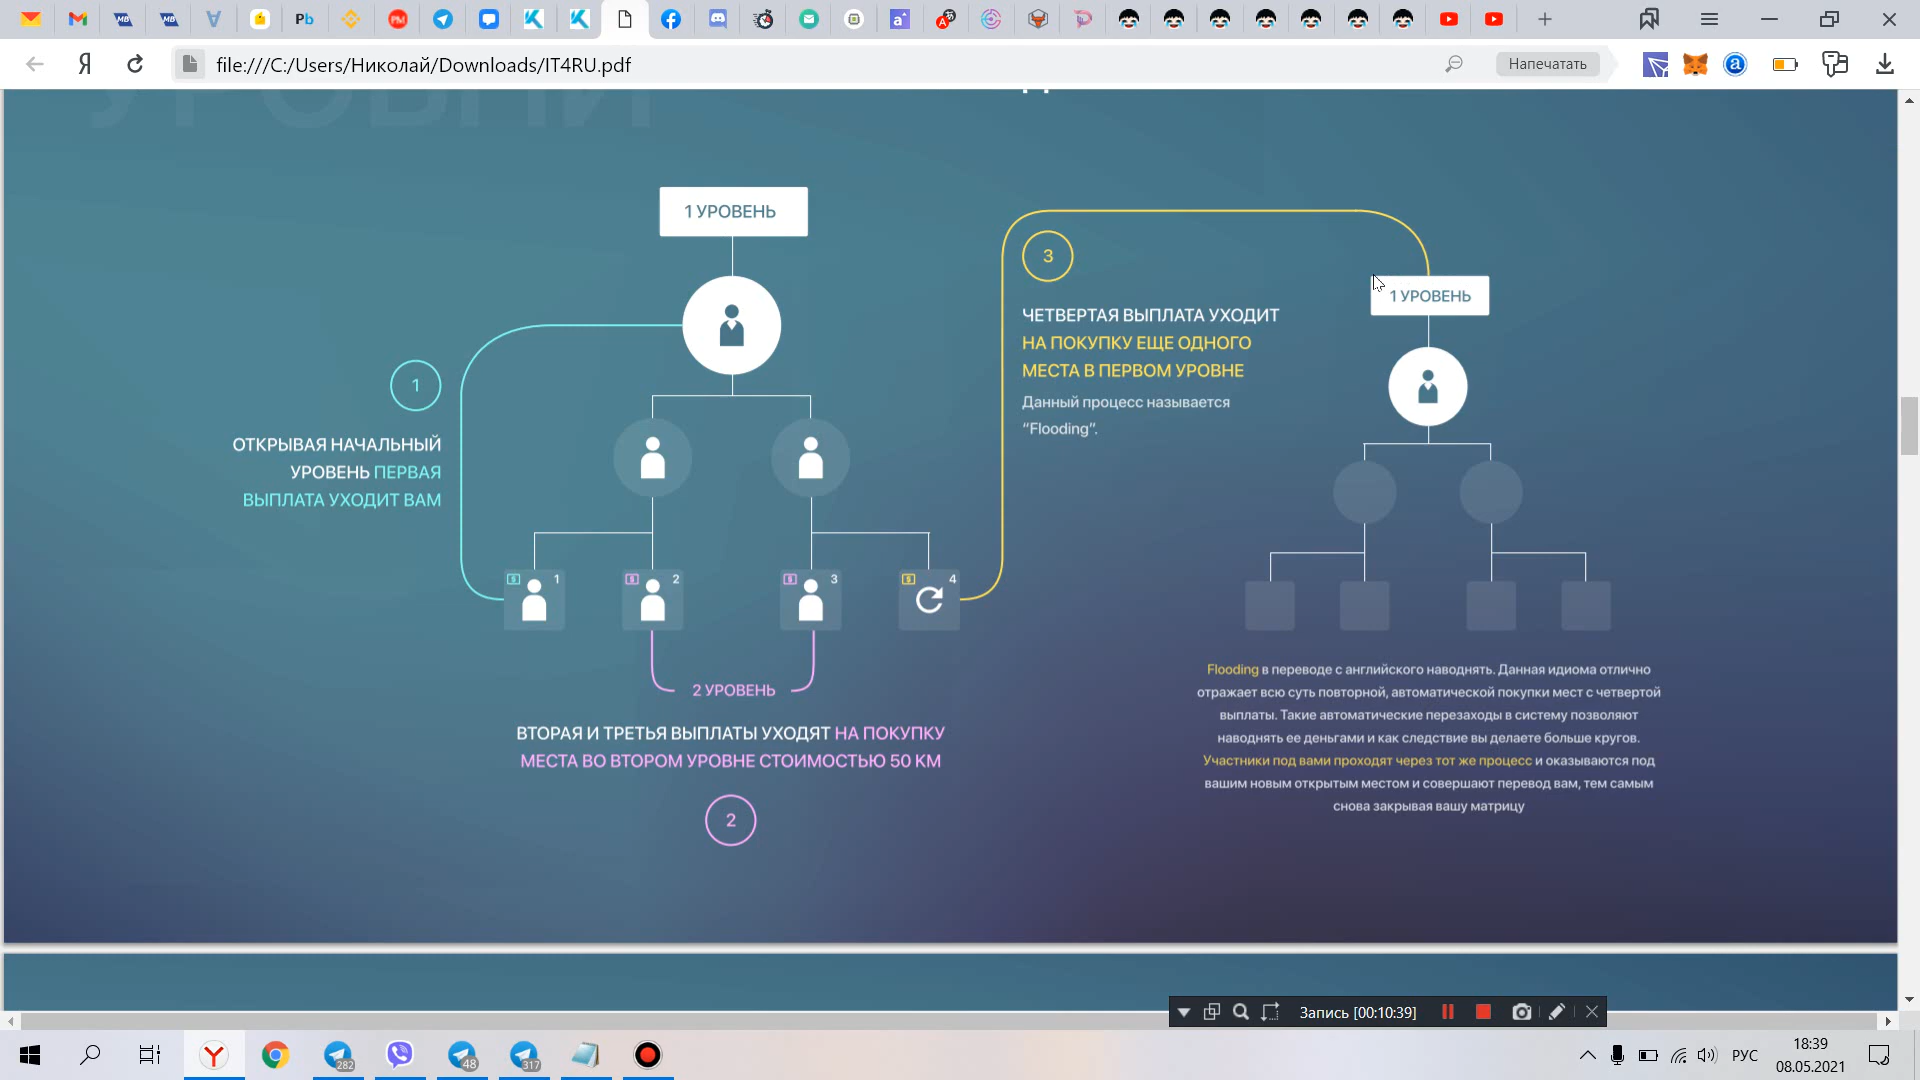 file:///C:/Users/Николай/Downloads/IT4RU.pdf
Напечатать
УРОВНИ
1 УРОВЕНЬ
3
ЧЕТВЕРТАЯ ВЫПЛАТА УХОДИТ
НА ПОКУПКУ ЕЩЕ ОДНОГО
МЕСТА В ПЕРВОМ УРОВНЕ
Данный процесс называется
“Flooding”.
1 УРОВЕНЬ
1
ОТКРЫВАЯ НАЧАЛЬНЫЙ
УРОВЕНЬ ПЕРВАЯ
ВЫПЛАТА УХОДИТ ВАМ
1
2
3
4
2 УРОВЕНЬ
ВТОРАЯ И ТРЕТЬЯ ВЫПЛАТЫ УХОДЯТ НА ПОКУПКУ
МЕСТА ВО ВТОРОМ УРОВНЕ СТОИМОСТЬЮ 50 КМ
2
Flooding в переводе с английского наводнять. Данная идиома отлично
отражает всю суть повторной, автоматической покупки мест с четвертой
выплаты. Такие автоматические перезаходы в систему позволяют
наводнять ее деньгами и как следствие вы делаете больше кругов.
Участники под вами проходят через тот же процесс и оказываются под
вашим новым открытым местом и совершают перевод вам, тем самым
снова закрывая вашу матрицу
Запись [00:10:39]
282
48
317
РУС
18:39
08.05.2021